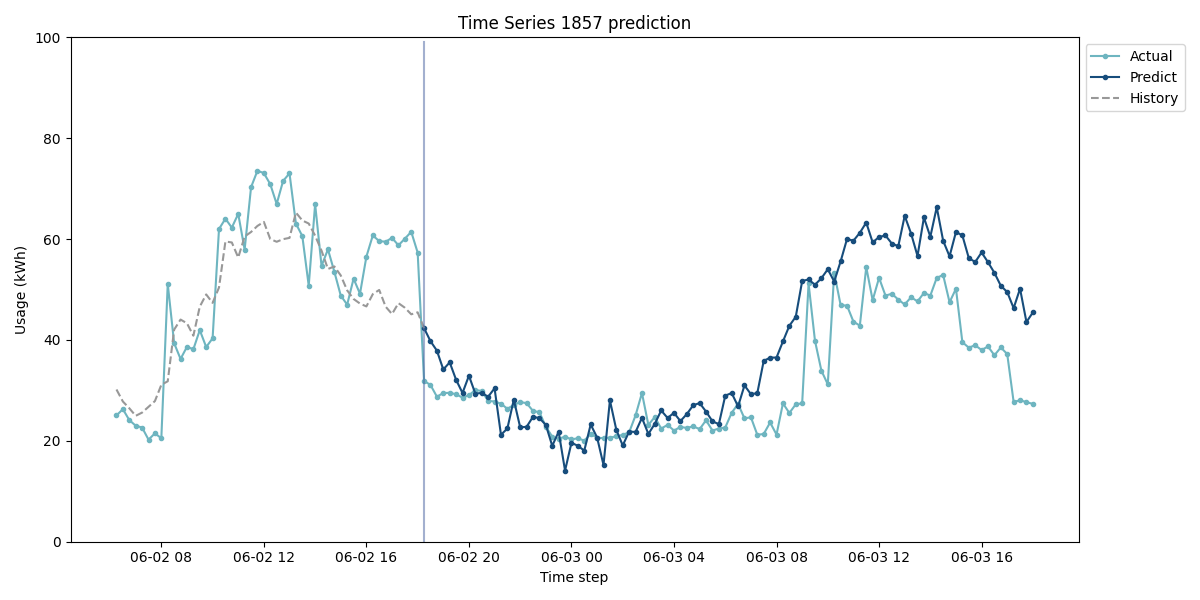 Time Series 1857 prediction
100
80
60
40
20
0
Usage (kWh)
06-02 08
06-02 12
06-02 16
06-02 20
06-03 00
06-03 04
06-03 08
06-03 12
06-03 16
Time step
Actual
Predict
History